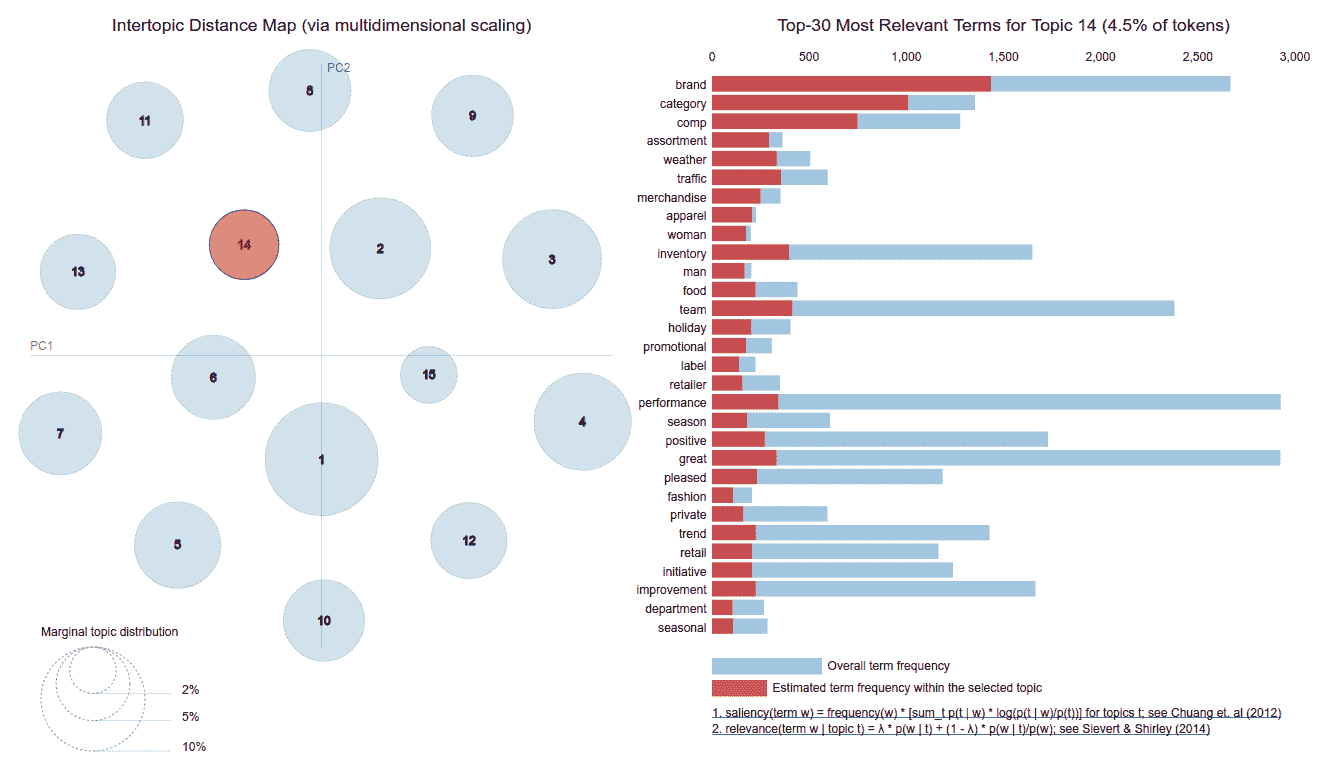 Intertopic Distance Map (via multidimensional scaling)
PC2
8
11
9
14
2
3
13
PC1
6
15
4
7
1
5
12
10
Marginal topic distribution
2%
5%
10%
Top-30 Most Relevant Terms for Topic 14 (4.5% of tokens)
0 500 1,000 1,500 2,000 2,500 3,000
brand
category
comp
assortment
weather
traffic
merchandise
apparel
woman
inventory
man
food
team
holiday
promotional
label
retailer
performance
season
positive
great
pleased
fashion
private
trend
retail
initiative
improvement
department
seasonal
Overall term frequency
Estimated term frequency within the selected topic
1. saliency(term w) = frequency(w) * [sum_t p(t | w) * log(p(t | w)/p(t))] for topics t; see Chuang et. al (2012)
2. relevance(term w | topic t) = λ * p(w | t) + (1 - λ) * p(w | t)/p(w); see Sievert & Shirley (2014)